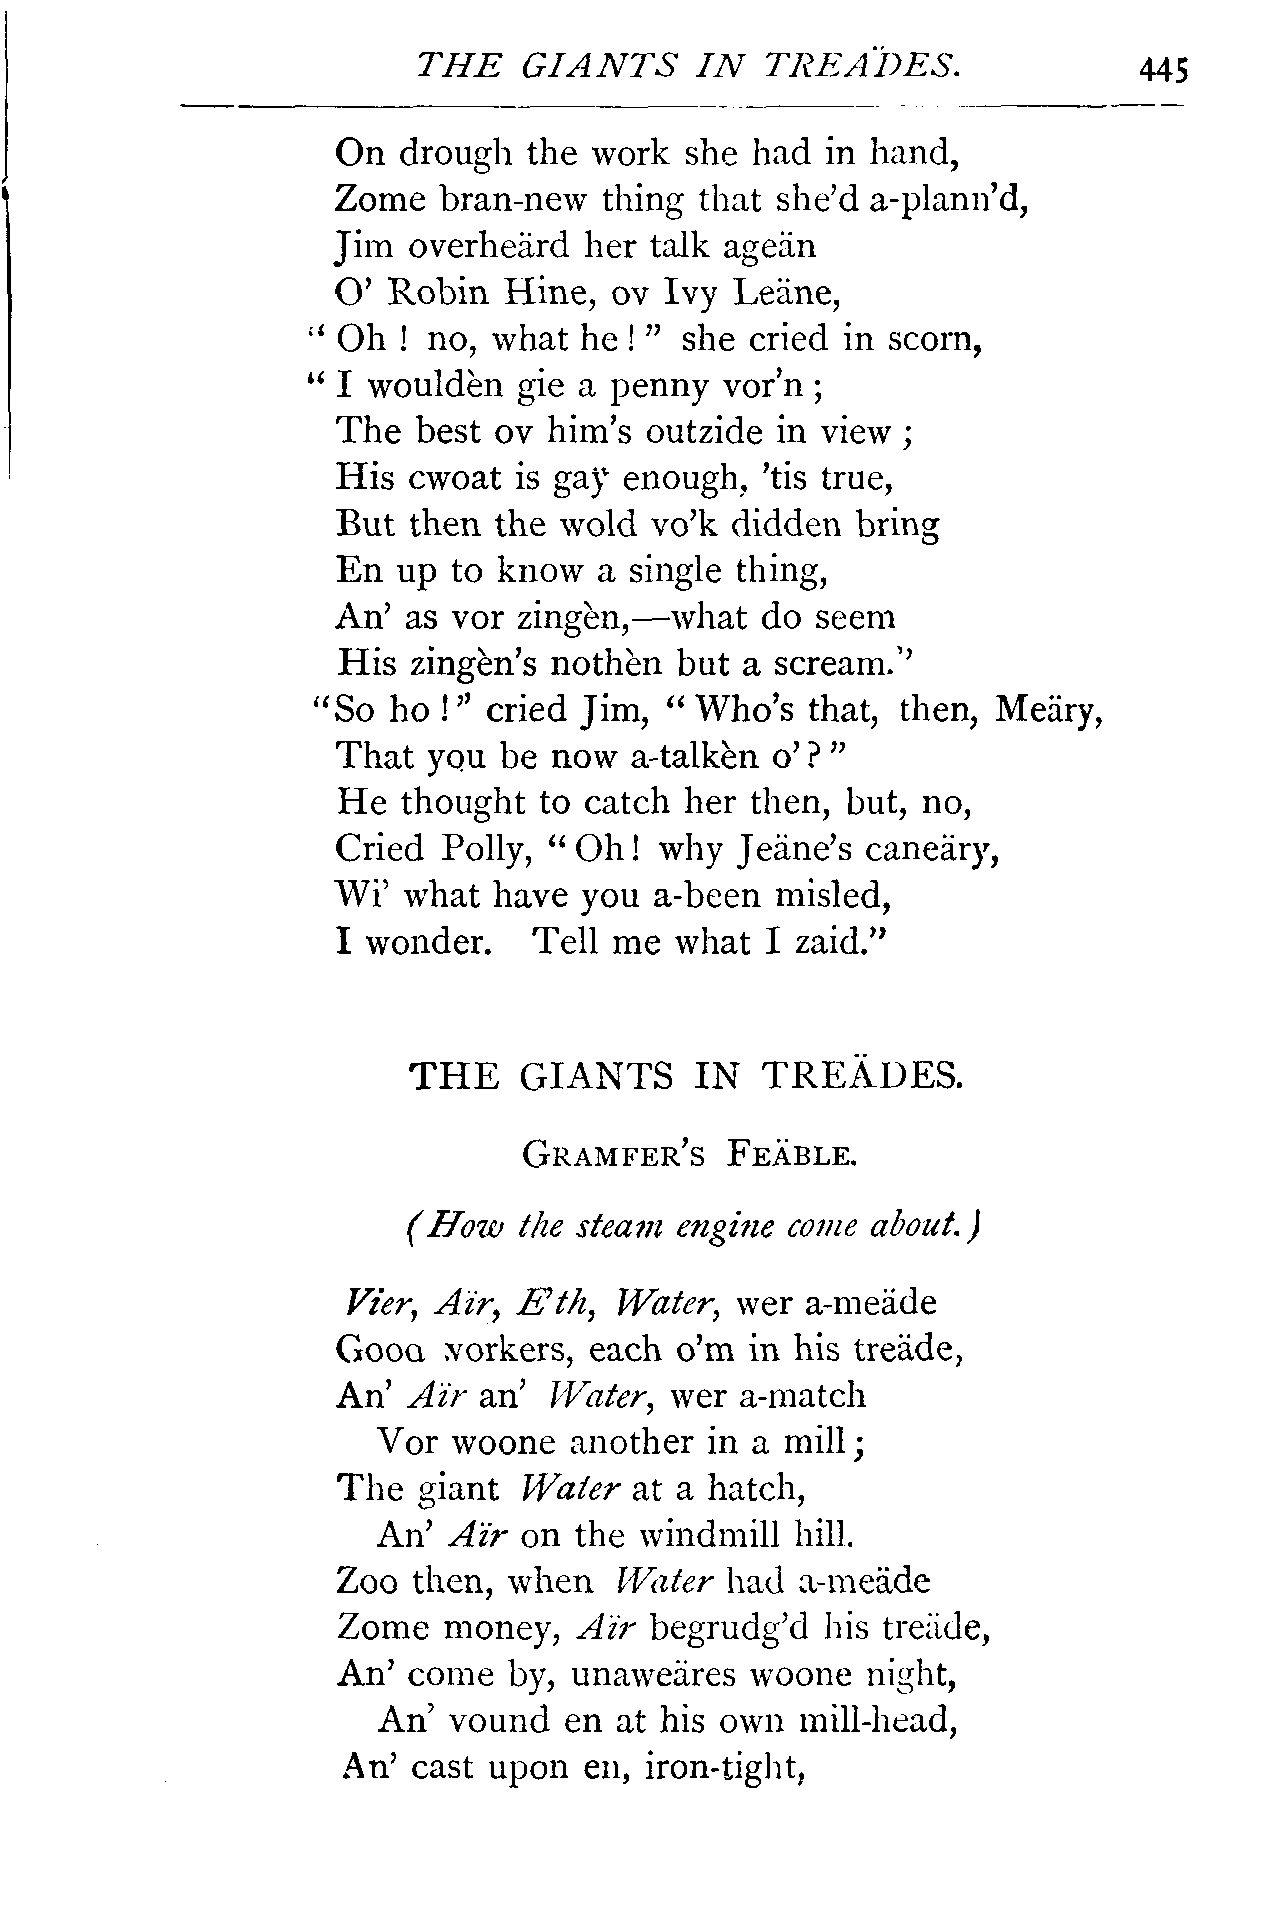 THE GIANTS IN TREÄDES. 445
On drough the work she had in hand,
Zome bran-new thing that she'd a-plann'd,
Jim overheärd her talk ageän
O' Robin Hine, ov Ivy Leäne,
“ Oh ! no, what he ! ” she cried in scorn,
“ I wouldèn gie a penny vor'n ;
The best ov him's outzide in view ;
His cwoat is gaÿ enough, 'tis true,
But then the wold vo'k didden bring
En up to know a single thing,
An' as vor zingèn,—what do seem
His zingèn's nothèn but a scream.”
“So ho ! ” cried Jim, “ Who's that, then, Meäry,
That you be now a-talkèn o' ? ”
He thought to catch her then, but, no,
Cried Polly, “ Oh ! why Jeäne's caneäry,
Wi' what have you a-been misled,
I wonder. Tell me what I zaid.”
THE GIANTS IN TREÄDES.
GRAMFER'S FEÄBLE.
(How the steam engine come about.)
Vier, Aïr, E'th, Water, wer a-meäde
Good workers, each o'm in his treäde,
An' Aïr an' Water, wer a-match
Vor woone another in a mill ;
The giant Water at a hatch,
An' Aïr on the windmill hill.
Zoo then, when Water had a-meäde
Zome money, Aïr begrudg'd his treäde,
An' come by, unaweäres woone night,
An' vound en at his own mill-head,
An' cast upon en, iron-tight,